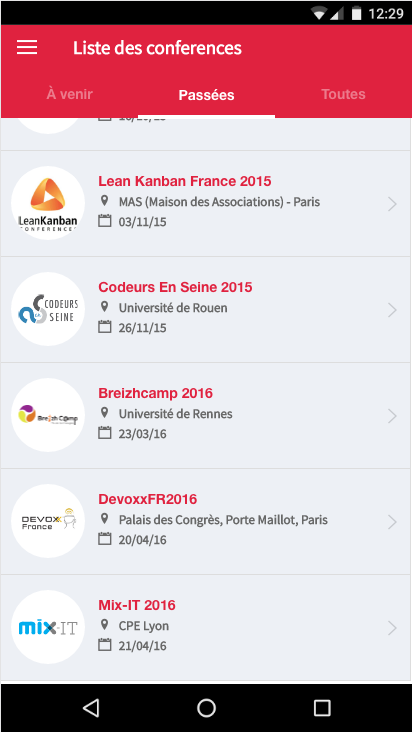 12:29
Liste des conferences
À venir
Passées
Toutes
LeanKanban
CONFERENCES
Lean Kanban France 2015
MAS (Maison des Associations) - Paris
03/11/15
CODEURS
EN SEINE
Codeurs En Seine 2015
Université de Rouen
26/11/15
Breizh Camp
Breizhcamp 2016
Université de Rennes
23/03/16
DEVOXX
France
DevoxxFR2016
Palais des Congrès, Porte Maillot, Paris
20/04/16
mix-IT
Mix-IT 2016
CPE Lyon
21/04/16